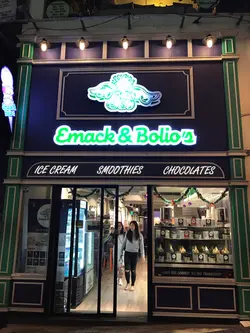 Emack & Bolio's
ICE CREAM SMOOTHIES CHOCOLATES